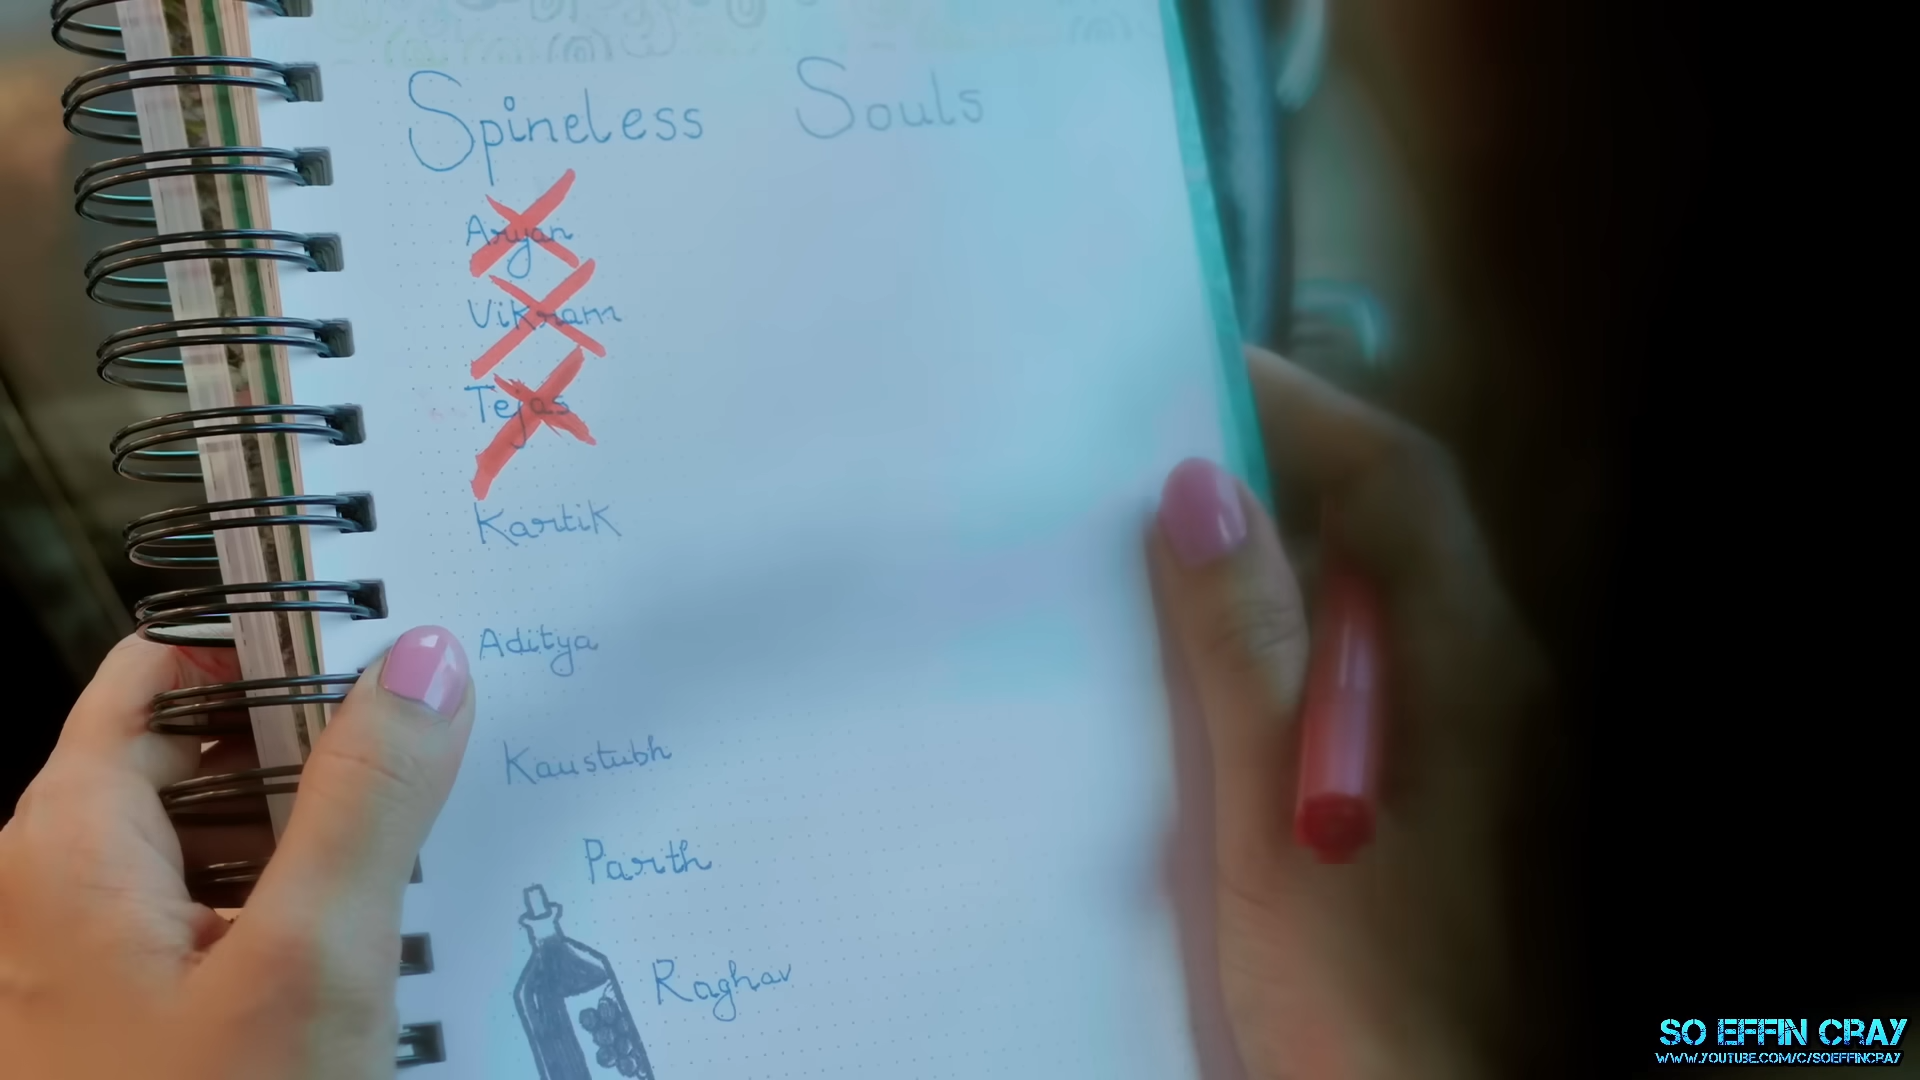 Spineless Souls
Aryan
Vikram
Tejas
Kartik
Aditya
Kaustubh
Parth
Raghav
SO EFFIN CRAY
WWW.YOUTUBE.COM/C/SOEFFINCRAY